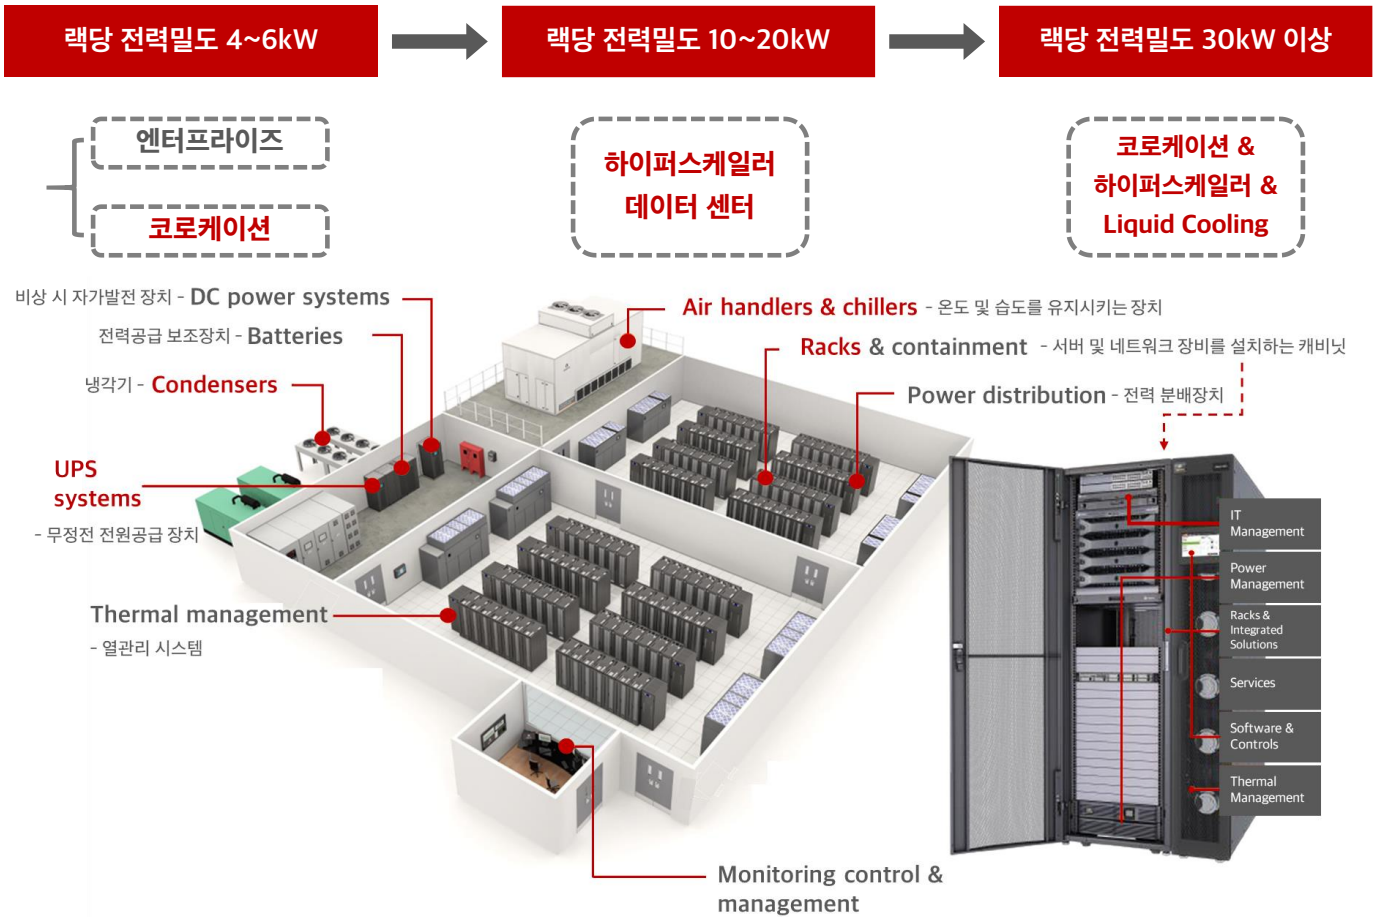 랙당 전력밀도 4~6kW
랙당 전력밀도 10~20kW
랙당 전력밀도 30kW 이상
엔터프라이즈
코로케이션
하이퍼스케일러
데이터 센터
코로케이션 &
하이퍼스케일러 &
Liquid Cooling
비상 시 자가발전 장치 - DC power systems
전력공급 보조장치 - Batteries
냉각기 - Condensers
UPS
systems
- 무정전 전원공급 장치
Thermal management
- 열관리 시스템
Air handlers & chillers - 온도 및 습도를 유지시키는 장치
Racks & containment - 서버 및 네트워크 장비를 설치하는 캐비닛
Power distribution - 전력 분배장치
IT
Management
Power
Management
Racks &
Integrated
Solutions
Services
Software &
Controls
Thermal
Management
Monitoring control &
management